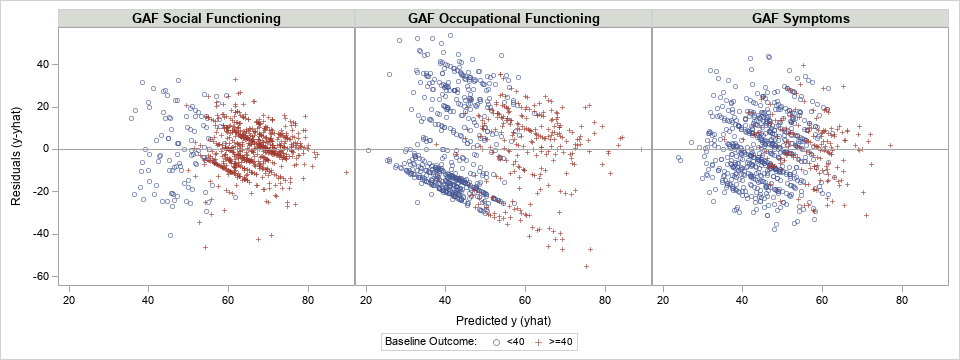 GAF Social Functioning GAF Occupational Functioning GAF Symptoms
Residuals (y-yhat)
40
20
0
-20
-40
-60
20 40 60 80 20 40 60 80 20 40 60 80
Predicted y (yhat)
Baseline Outcome: <40 >=40